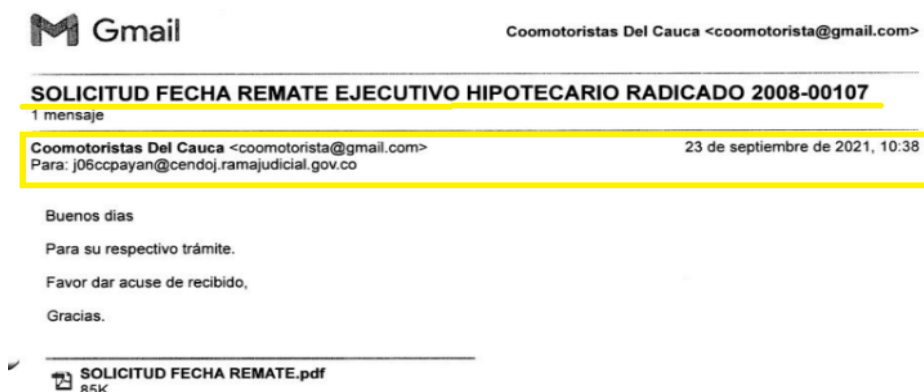 Gmail
Coomotoristas Del Cauca <coomotorista@gmail.com>
SOLICITUD FECHA REMATE EJECUTIVO HIPOTECARIO RADICADO 2008-00107
1 mensaje
Coomotoristas Del Cauca <coomotorista@gmail.com>
23 de septiembre de 2021, 10:38
Para: j06ccpayan@cendoj.ramajudicial.gov.co
Buenos dias
Para su respectivo trámite.
Favor dar acuse de recibido,
Gracias.
SOLICITUD FECHA REMATE.pdf
85K